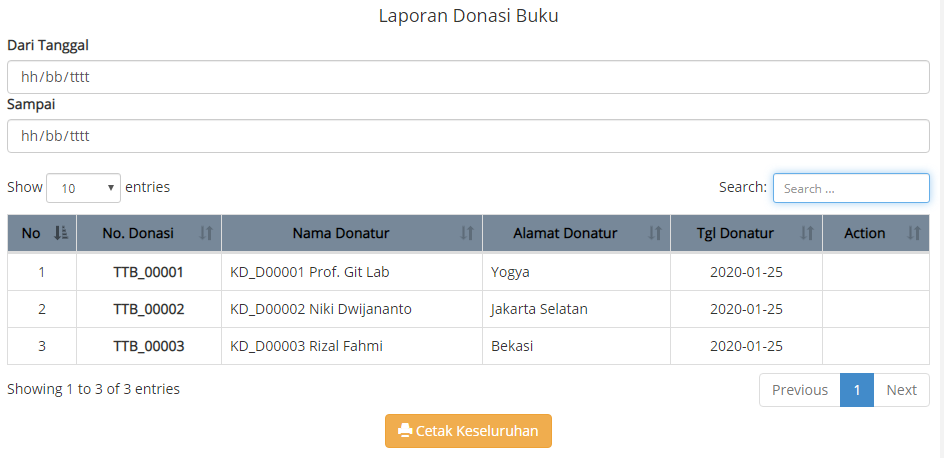 Laporan Donasi Buku
Dari Tanggal
hh/bb/tttt
Sampai
hh/bb/tttt
Show 10 entries Search: Search ...
No No. Donasi Nama Donatur Alamat Donatur Tgl Donatur Action
1 TTB_00001 KD_D00001 Prof. Git Lab Yogya 2020-01-25
2 TTB_00002 KD_D00002 Niki Dwijananto Jakarta Selatan 2020-01-25
3 TTB_00003 KD_D00003 Rizal Fahmi Bekasi 2020-01-25
Showing 1 to 3 of 3 entries Previous 1 Next
Cetak Keseluruhan